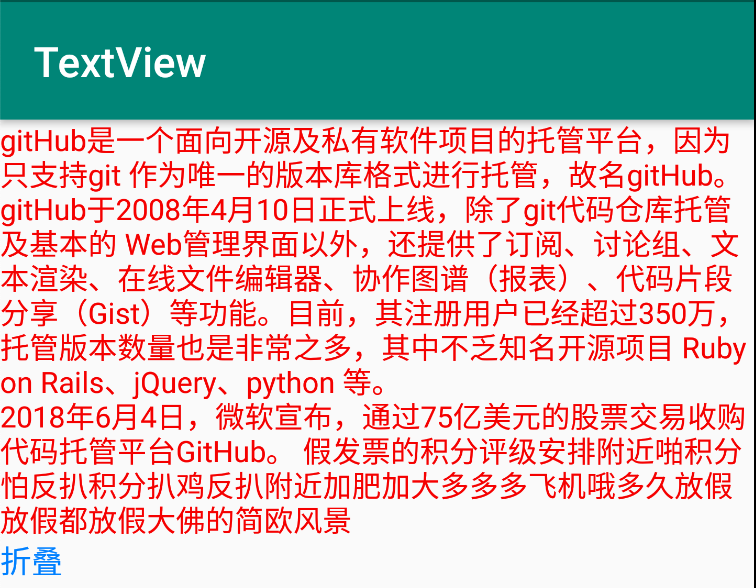 TextView
gitHub是一个面向开源及私有软件项目的托管平台，因为
只支持git 作为唯一的版本库格式进行托管，故名gitHub。
gitHub于2008年4月10日正式上线，除了git代码仓库托管
及基本的 Web管理界面以外，还提供了订阅、讨论组、文
本渲染、在线文件编辑器、协作图谱（报表）、代码片段
分享（Gist）等功能。目前，其注册用户已经超过350万，
托管版本数量也是非常之多，其中不乏知名开源项目 Ruby
on Rails、jQuery、python 等。
2018年6月4日，微软宣布，通过75亿美元的股票交易收购
代码托管平台GitHub。 假发票的积分评级安排附近啪积分
怕反扒积分扒鸡反扒附近加肥加大多多多飞机哦多久放假
放假都放假大佛的简欧风景
折叠